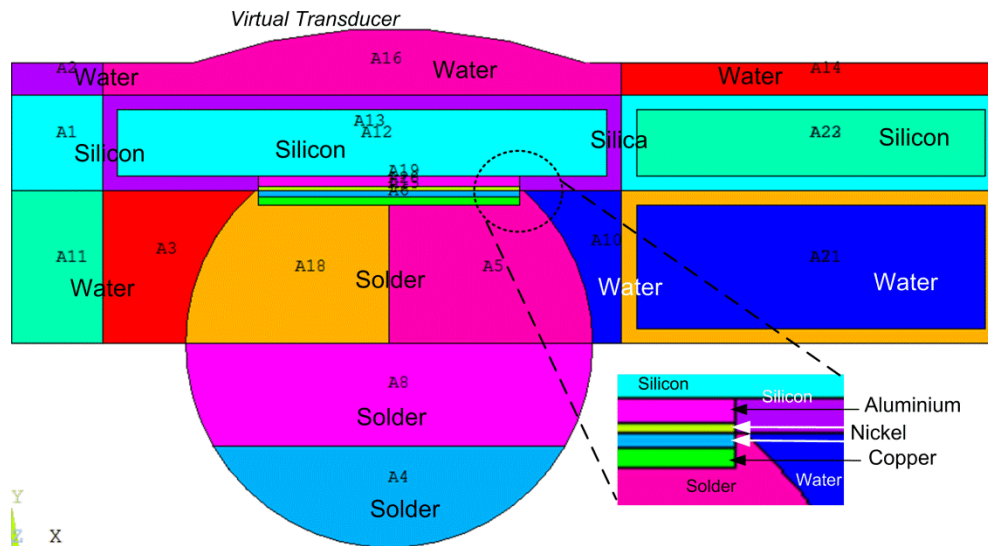 Virtual Transducer
A2
Water
A16
Water
Water
A14
A1
Silicon
A13
A12
Silicon
Silica
Silicon
A19
A6
A11
Water
A3
A18
Solder
A5
A10
Water
A21
Water
A8
Solder
A4
Solder
Silicon
Silicon
Aluminium
Nickel
Copper
Solder
Water
Y
Z
X